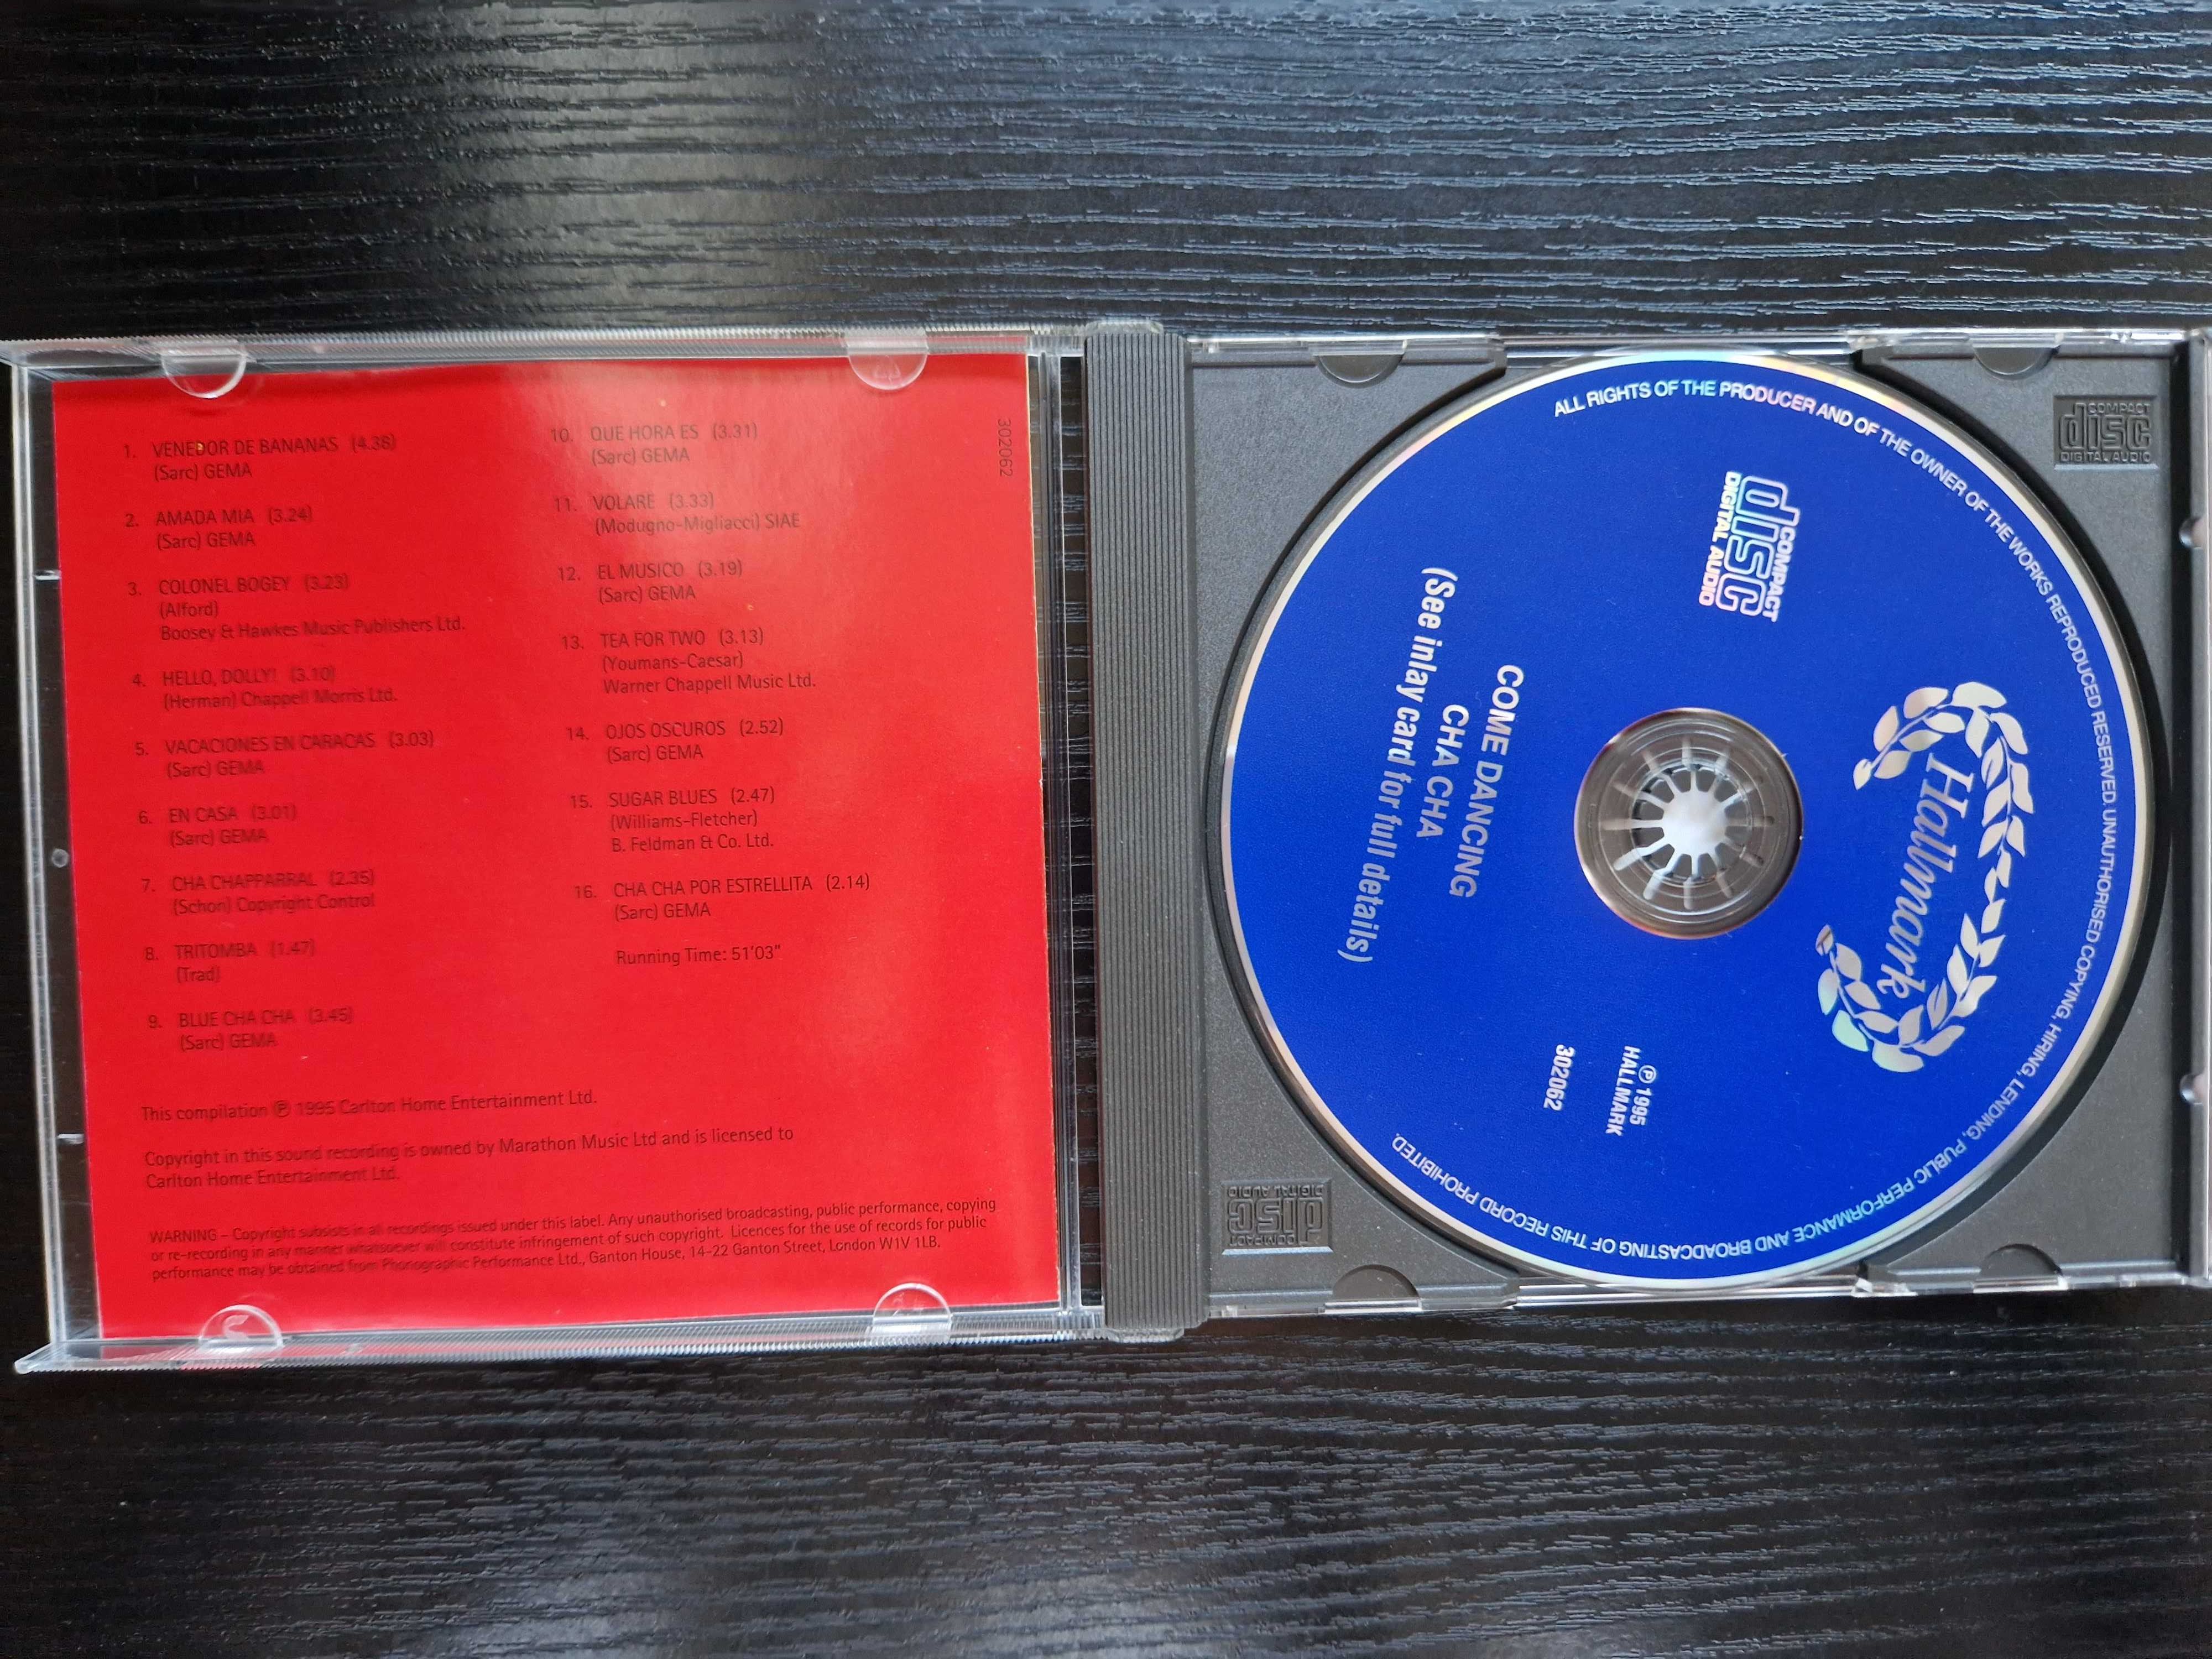 302062
1. VENEDOR DE BANANAS (4.38)
(Sarc) GEMA
2. AMADA MIA (3.24)
(Sarc) GEMA
3. COLONEL BOGEY (3.23)
(Alford)
Boosey & Hawkes Music Publishers Ltd.
4. HELLO, DOLLY! (3.10)
(Herman) Chappell Morris Ltd.
5. VACACIONES EN CARACAS (3.03)
(Sarc) GEMA
6. EN CASA (3.01)
(Sarc) GEMA
7. CHA CHAPPARRAL (2.35)
(Schon) Copyright Control
8. TRITOMBA (1.47)
(Trad)
9. BLUE CHA CHA (3.45)
(Sarc) GEMA
10. QUE HORA ES (3.31)
(Sarc) GEMA
11. VOLARE (3.33)
(Modugno-Migliacci) SIAE
12. EL MUSICO (3.19)
(Sarc) GEMA
13. TEA FOR TWO (3.13)
(Youmans-Caesar)
Warner Chappell Music Ltd.
14. OJOS OSCUROS (2.52)
(Sarc) GEMA
15. SUGAR BLUES (2.47)
(Williams-Fletcher)
B. Feldman & Co. Ltd.
16. CHA CHA POR ESTRELLITA (2.14)
(Sarc) GEMA
Running Time: 51'03"
This compilation ℗ 1995 Carlton Home Entertainment Ltd.
Copyright in this sound recording is owned by Marathon Music Ltd and is licensed to
Carlton Home Entertainment Ltd.
WARNING – Copyright subsists in all recordings issued under this label. Any unauthorised broadcasting, public performance, copying
or re-recording in any manner whatsoever will constitute infringement of such copyright. Licences for the use of records for public
performance may be obtained from Phonographic Performance Ltd., Ganton House, 14-22 Ganton Street, London W1V 1LB.
ALL RIGHTS OF THE PRODUCER AND OF THE OWNER OF THE WORKS REPRODUCED RESERVED. UNAUTHORISED COPYING, HIRING, LENDING, PUBLIC PERFORMANCE AND BROADCASTING OF THIS RECORD PROHIBITED.
Hallmark
COMPACT
disc
DIGITAL AUDIO
℗ 1995
HALLMARK
302062
COME DANCING
CHA CHA
(See inlay card for full details)
COMPACT
disc
DIGITAL AUDIO
COMPACT
disc
DIGITAL AUDIO